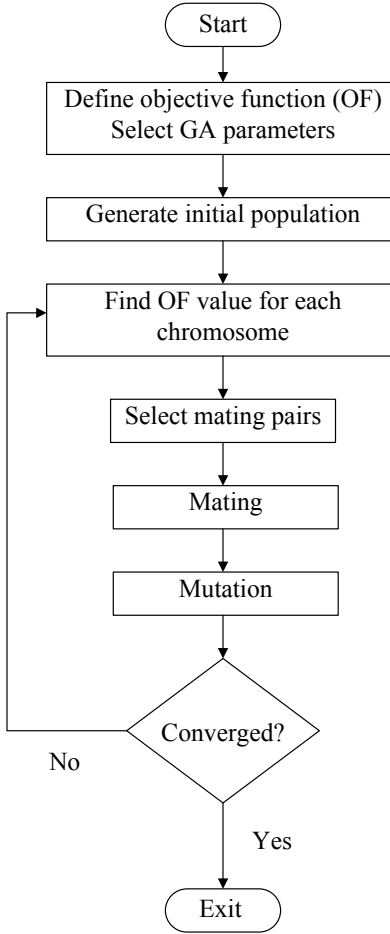 Start
Define objective function (OF)
Select GA parameters
Generate initial population
Find OF value for each
chromosome
Select mating pairs
Mating
Mutation
Converged?
No
Yes
Exit